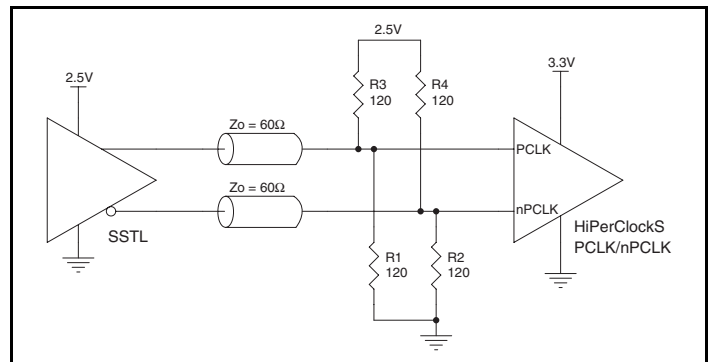 2.5V
3.3V
2.5V
R3
120
R4
120
Zo = 60Ω
PCLK
Zo = 60Ω
nPCLK
SSTL
HiPerClockS
PCLK/nPCLK
R1
120
R2
120